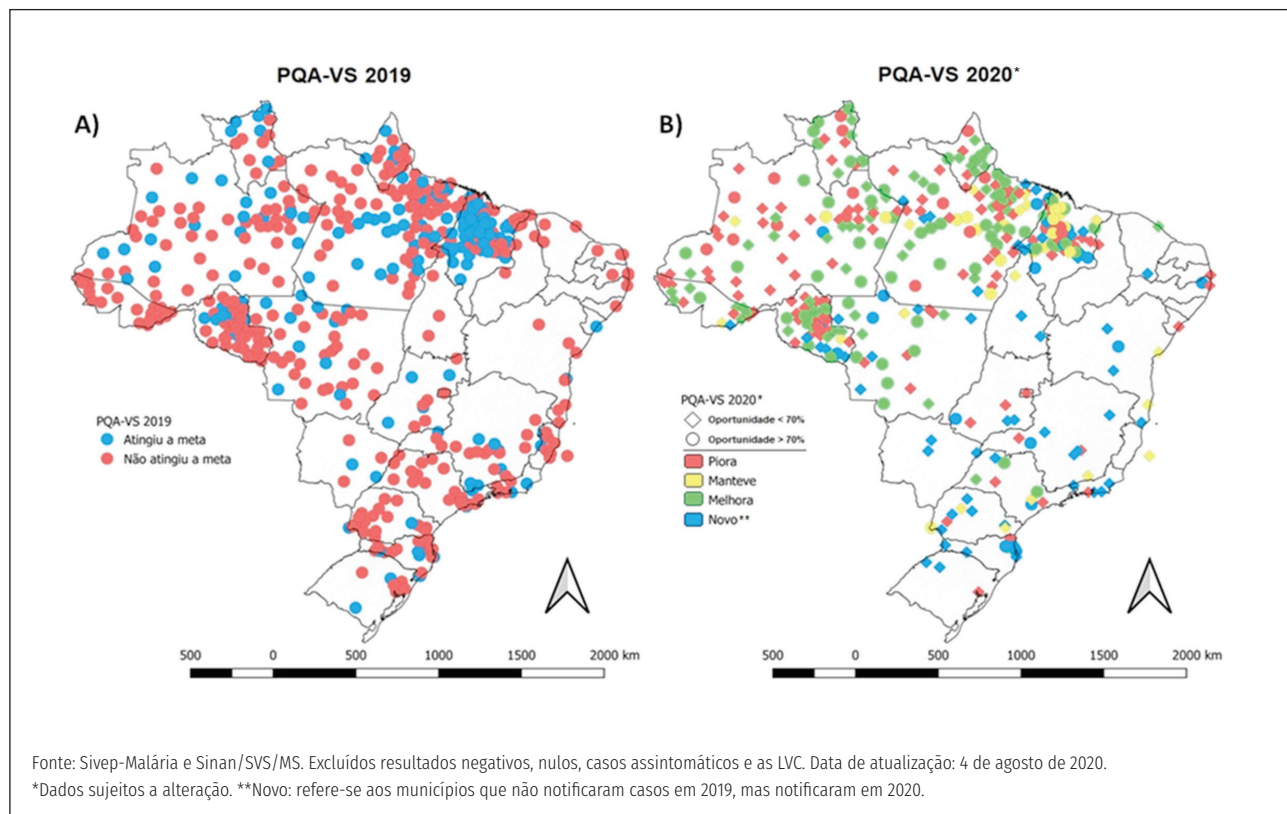 PQA-VS 2019
PQA-VS 2020*
A)
B)
PQA-VS 2019
Atingiu a meta
Não atingiu a meta
PQA-VS 2020*
Oportunidade < 70%
Oportunidade > 70%
Piora
Manteve
Melhora
Novo**
500 0 500 1000 1500 2000 km
500 0 500 1000 1500 2000 km
Fonte: Sivep-Malária e Sinan/SVS/MS. Excluídos resultados negativos, nulos, casos assintomáticos e as LVC. Data de atualização: 4 de agosto de 2020.
*Dados sujeitos a alteração. **Novo: refere-se aos municípios que não notificaram casos em 2019, mas notificaram em 2020.